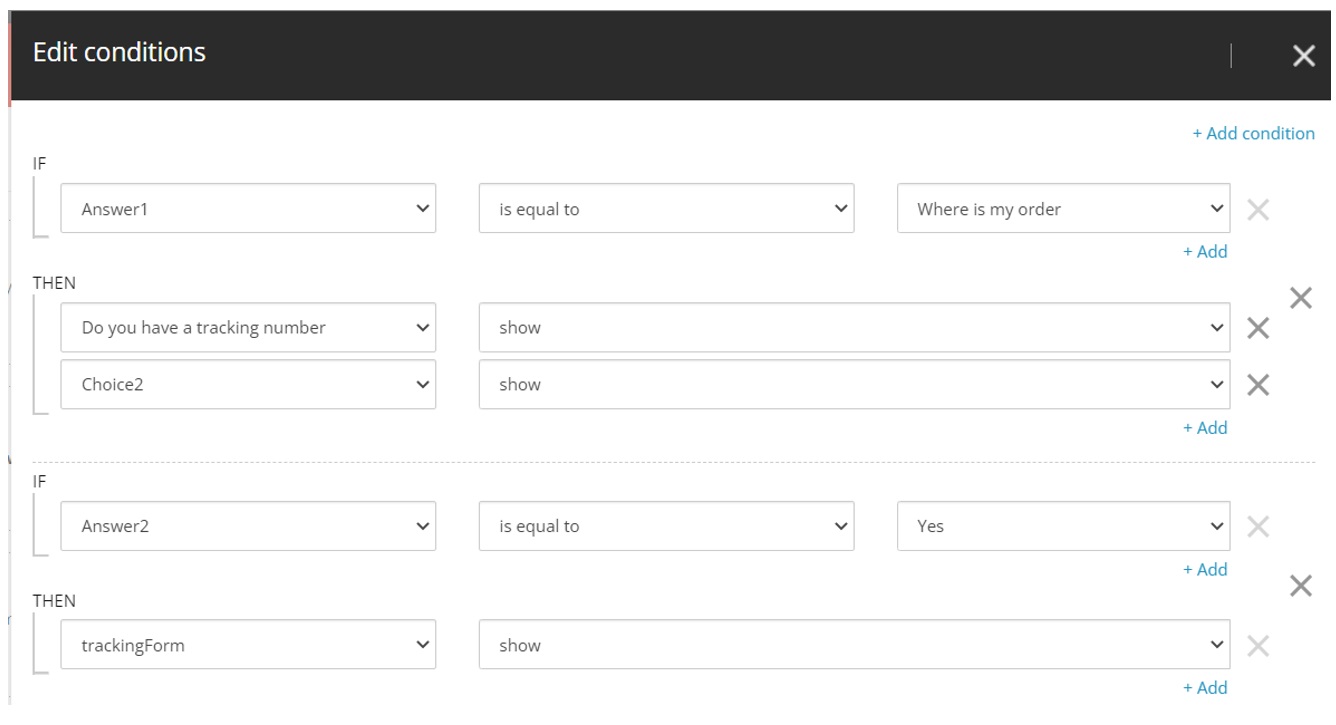 Edit conditions
+ Add condition
IF
Answer1 is equal to Where is my order
+ Add
THEN
Do you have a tracking number show
Choice2 show
+ Add
IF
Answer2 is equal to Yes
+ Add
THEN
trackingForm show
+ Add